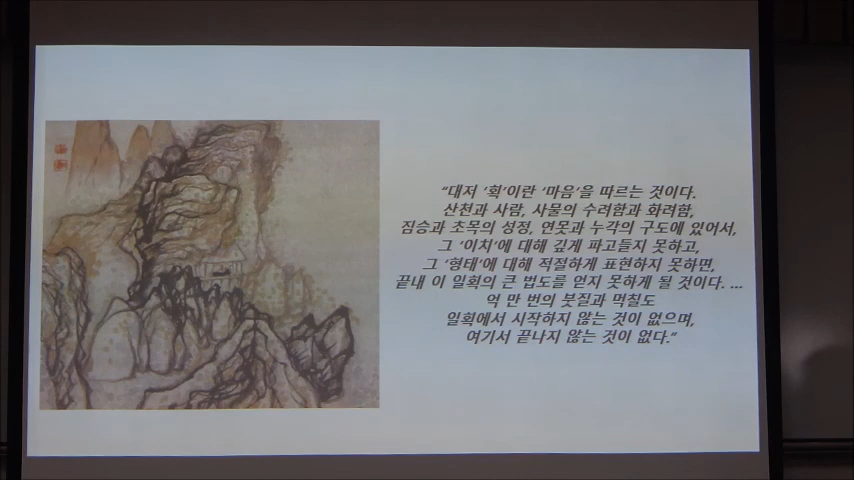 “대저 ‘획’이란 ‘마음’을 따르는 것이다.
산천과 사람, 사물의 수려함과 화려함,
짐승과 초목의 성정, 연못과 누각의 구도에 있어서,
그 ‘이치’에 대해 깊게 파고들지 못하고,
그 ‘형태’에 대해 적절하게 표현하지 못하면,
끝내 이 일획의 큰 법도를 얻지 못하게 될 것이다. ...
억 만 번의 붓질과 먹칠도
일획에서 시작하지 않는 것이 없으며,
여기서 끝나지 않는 것이 없다.”